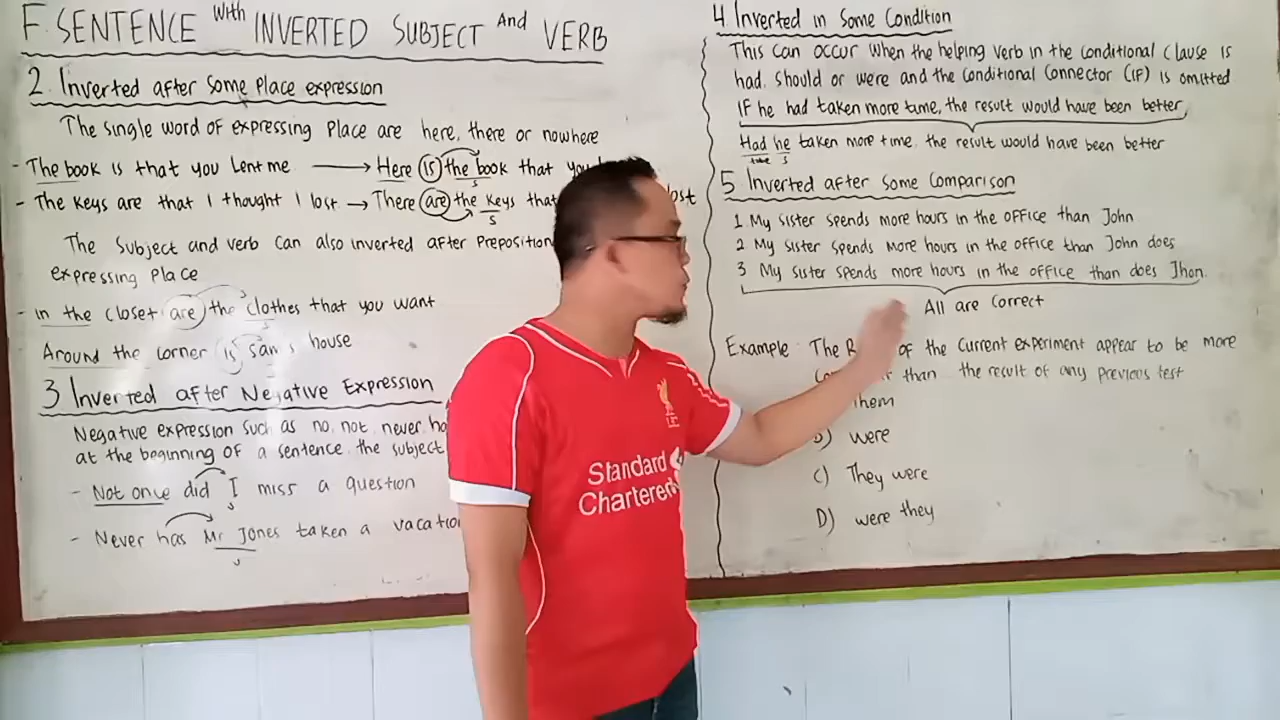 F. SENTENCE With INVERTED SUBJECT And VERB
2. Inverted after Some Place expression
The single word of expressing Place are here, there or nowhere
- The book is that you Lent me → Here is the book that you
S
- The Keys are that I thought I lost → There are the Keys that lost
S
The Subject and verb can also inverted after Preposition
expressing Place
- in the closet are the clothes that you want
S
Around the corner is sam's house
S
3 Inverted after Negative Expression
Negative expression such as no, not, never
at the beginning of a sentence, the subject
- Not once did I miss a question
S
- Never has Mr Jones taken a
S
4 Inverted in Some Condition
This can occur when the helping verb in the conditional clause is
had, should or were and the conditional connector (IF) is omitted
IF he had taken more time, the result would have been better
Had he taken more time, the result would have been better
S
5 Inverted after Some Comparison
1 My sister spends more hours in the office than John
2 My sister spends more hours in the office than John does
3 My sister spends more hours in the office than does Jhon.
All are correct
Example: The of the current experiment appear to be more
than the result of any previous test
them
were
C) They were
D) were they
Standard
Chartered